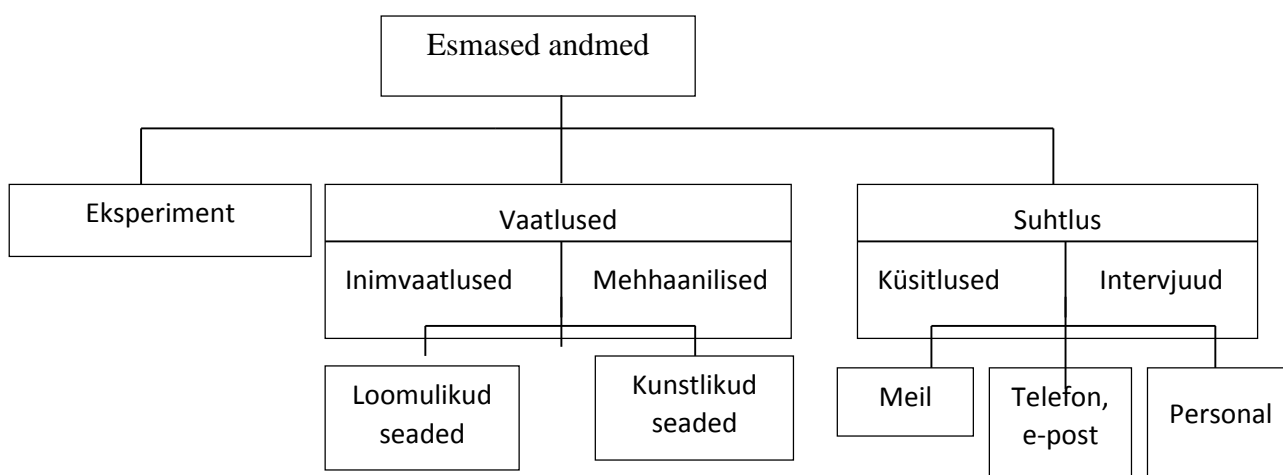 Esmased andmed
Eksperiment
Vaatlused
Suhtlus
Inimvaatlused
Mehhaanilised
Küsitlused
Intervjuud
Loomulikud
seaded
Kunstlikud
seaded
Meil
Telefon,
e-post
Personal